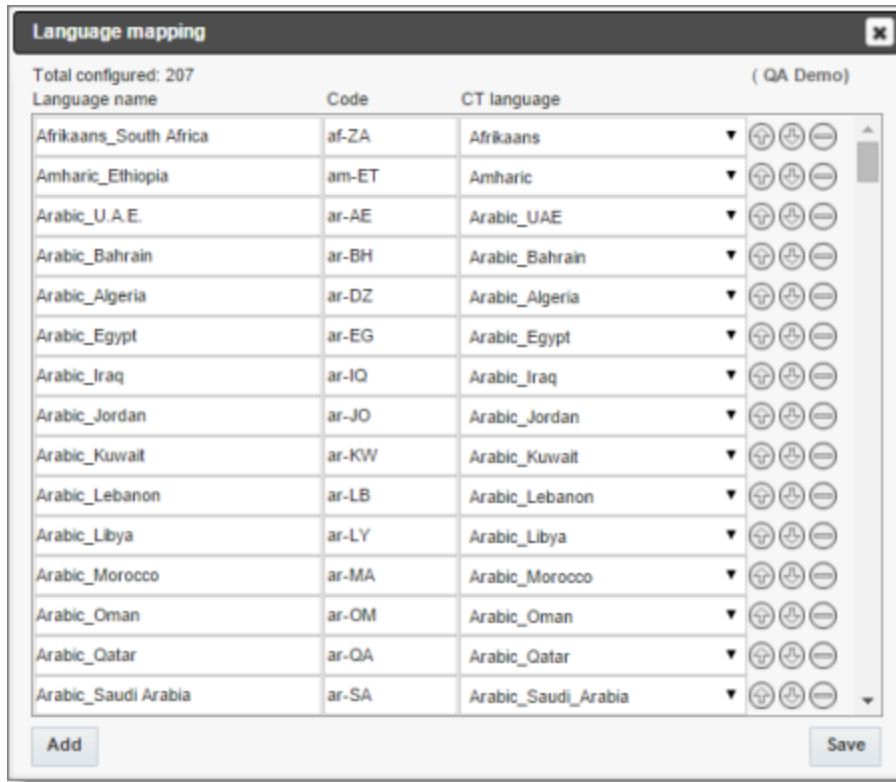 Language mapping
Total configured: 207 ( QA Demo)
Language name Code CT language
Afrikaans_South Africa af-ZA Afrikaans
Amharic_Ethiopia am-ET Amharic
Arabic_U.A.E. ar-AE Arabic_UAE
Arabic_Bahrain ar-BH Arabic_Bahrain
Arabic_Algeria ar-DZ Arabic_Algeria
Arabic_Egypt ar-EG Arabic_Egypt
Arabic_Iraq ar-IQ Arabic_Iraq
Arabic_Jordan ar-JO Arabic_Jordan
Arabic_Kuwait ar-KW Arabic_Kuwait
Arabic_Lebanon ar-LB Arabic_Lebanon
Arabic_Libya ar-LY Arabic_Libya
Arabic_Morocco ar-MA Arabic_Morocco
Arabic_Oman ar-OM Arabic_Oman
Arabic_Qatar ar-QA Arabic_Qatar
Arabic_Saudi Arabia ar-SA Arabic_Saudi_Arabia
Add Save